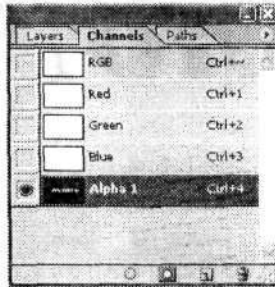 Layers Channels Paths
RGB Ctrl+~
Red Ctrl+1
Green Ctrl+2
Blue Ctrl+3
Alpha 1 Ctrl+4